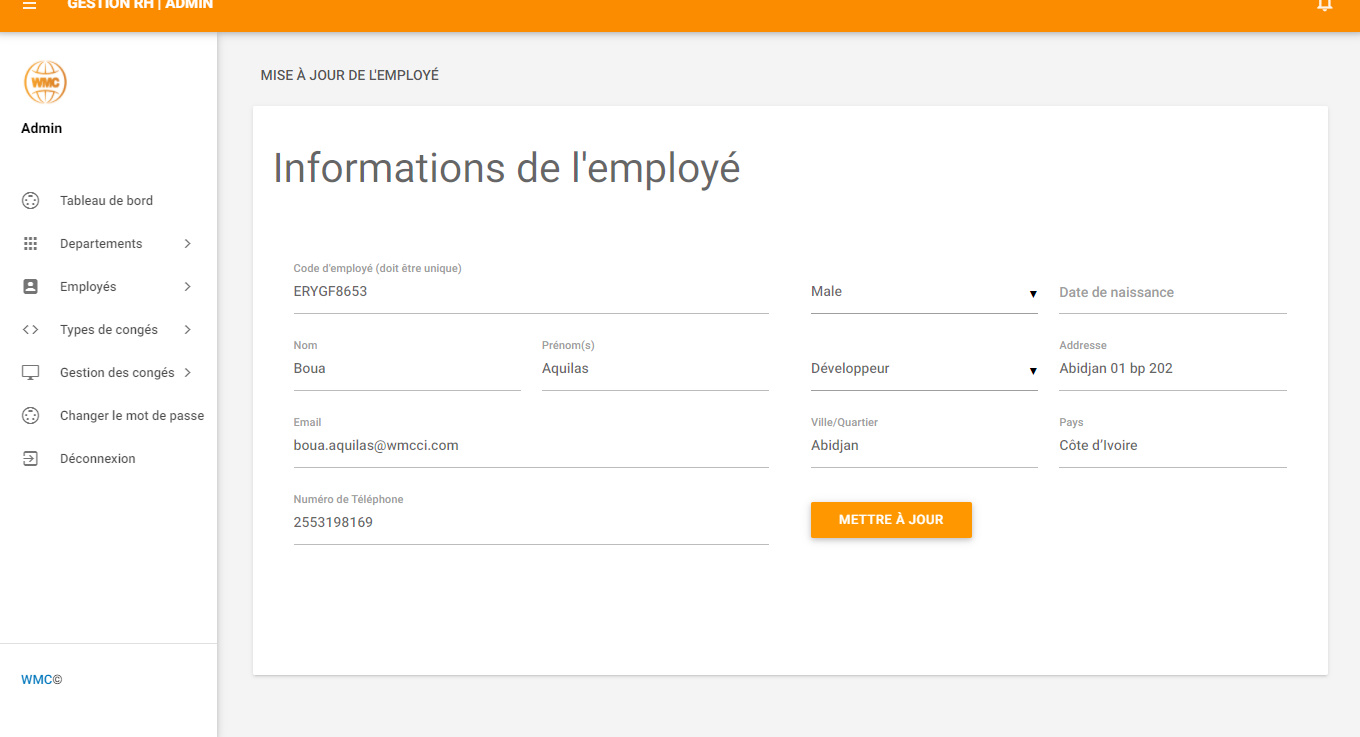 GESTION RH | ADMIN
WMC
Admin
Tableau de bord
Departements
Employés
Types de congés
Gestion des congés
Changer le mot de passe
Déconnexion
WMC©
MISE À JOUR DE L'EMPLOYÉ
Informations de l'employé
Code d'employé (doit être unique)
ERYGF8653
Male
Date de naissance
Nom
Boua
Prénom(s)
Aquilas
Développeur
Addresse
Abidjan 01 bp 202
Email
boua.aquilas@wmcci.com
Ville/Quartier
Abidjan
Pays
Côte d'Ivoire
Numéro de Téléphone
2553198169
METTRE À JOUR